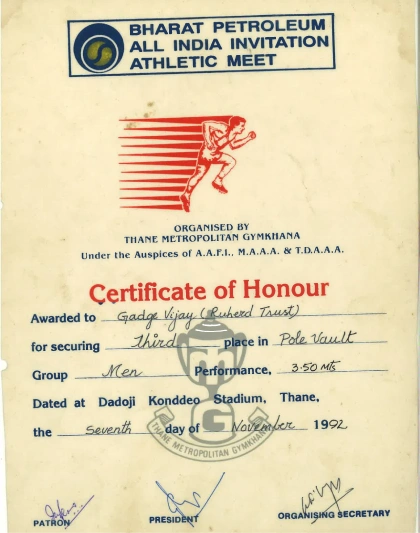 BHARAT PETROLEUM
ALL INDIA INVITATION
ATHLETIC MEET
ORGANISED BY
THANE METROPOLITAN GYMKHANA
Under the Auspices of A.A.F.I., M.A.A.A. & T.D.A.A.A.
Certificate of Honour
Awarded to Gadge Vijay (Ruherd Trust)
for securing Third place in Pole Vault
Group Men Performance, 3.50 Mts
Dated at Dadoji Konddeo Stadium, Thane,
the Seventh day of November 1992
MG
THANE METROPOLITAN GYMKHANA
PATRON PRESIDENT ORGANISING SECRETARY